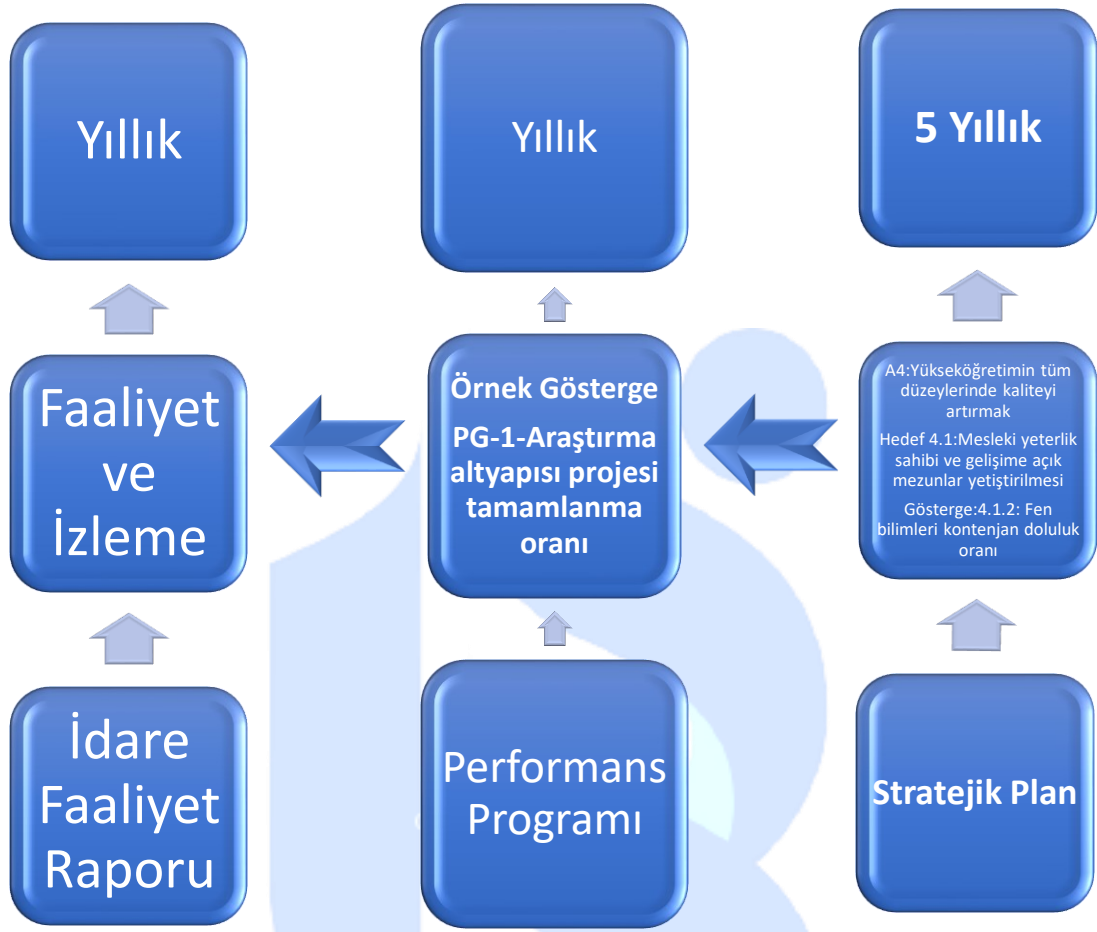 Yıllık
Yıllık
5 Yıllık
Faaliyet
ve
İzleme
Örnek Gösterge
PG-1-Araştırma
altyapısı projesi
tamamlanma
oranı
A4:Yükseköğretimin tüm
düzeylerinde kaliteyi
artırmak
Hedef 4.1:Mesleki yeterlik
sahibi ve gelişime açık
mezunlar yetiştirilmesi
Gösterge:4.1.2: Fen
bilimleri kontenjan doluluk
oranı
İdare
Faaliyet
Raporu
Performans
Programı
Stratejik Plan